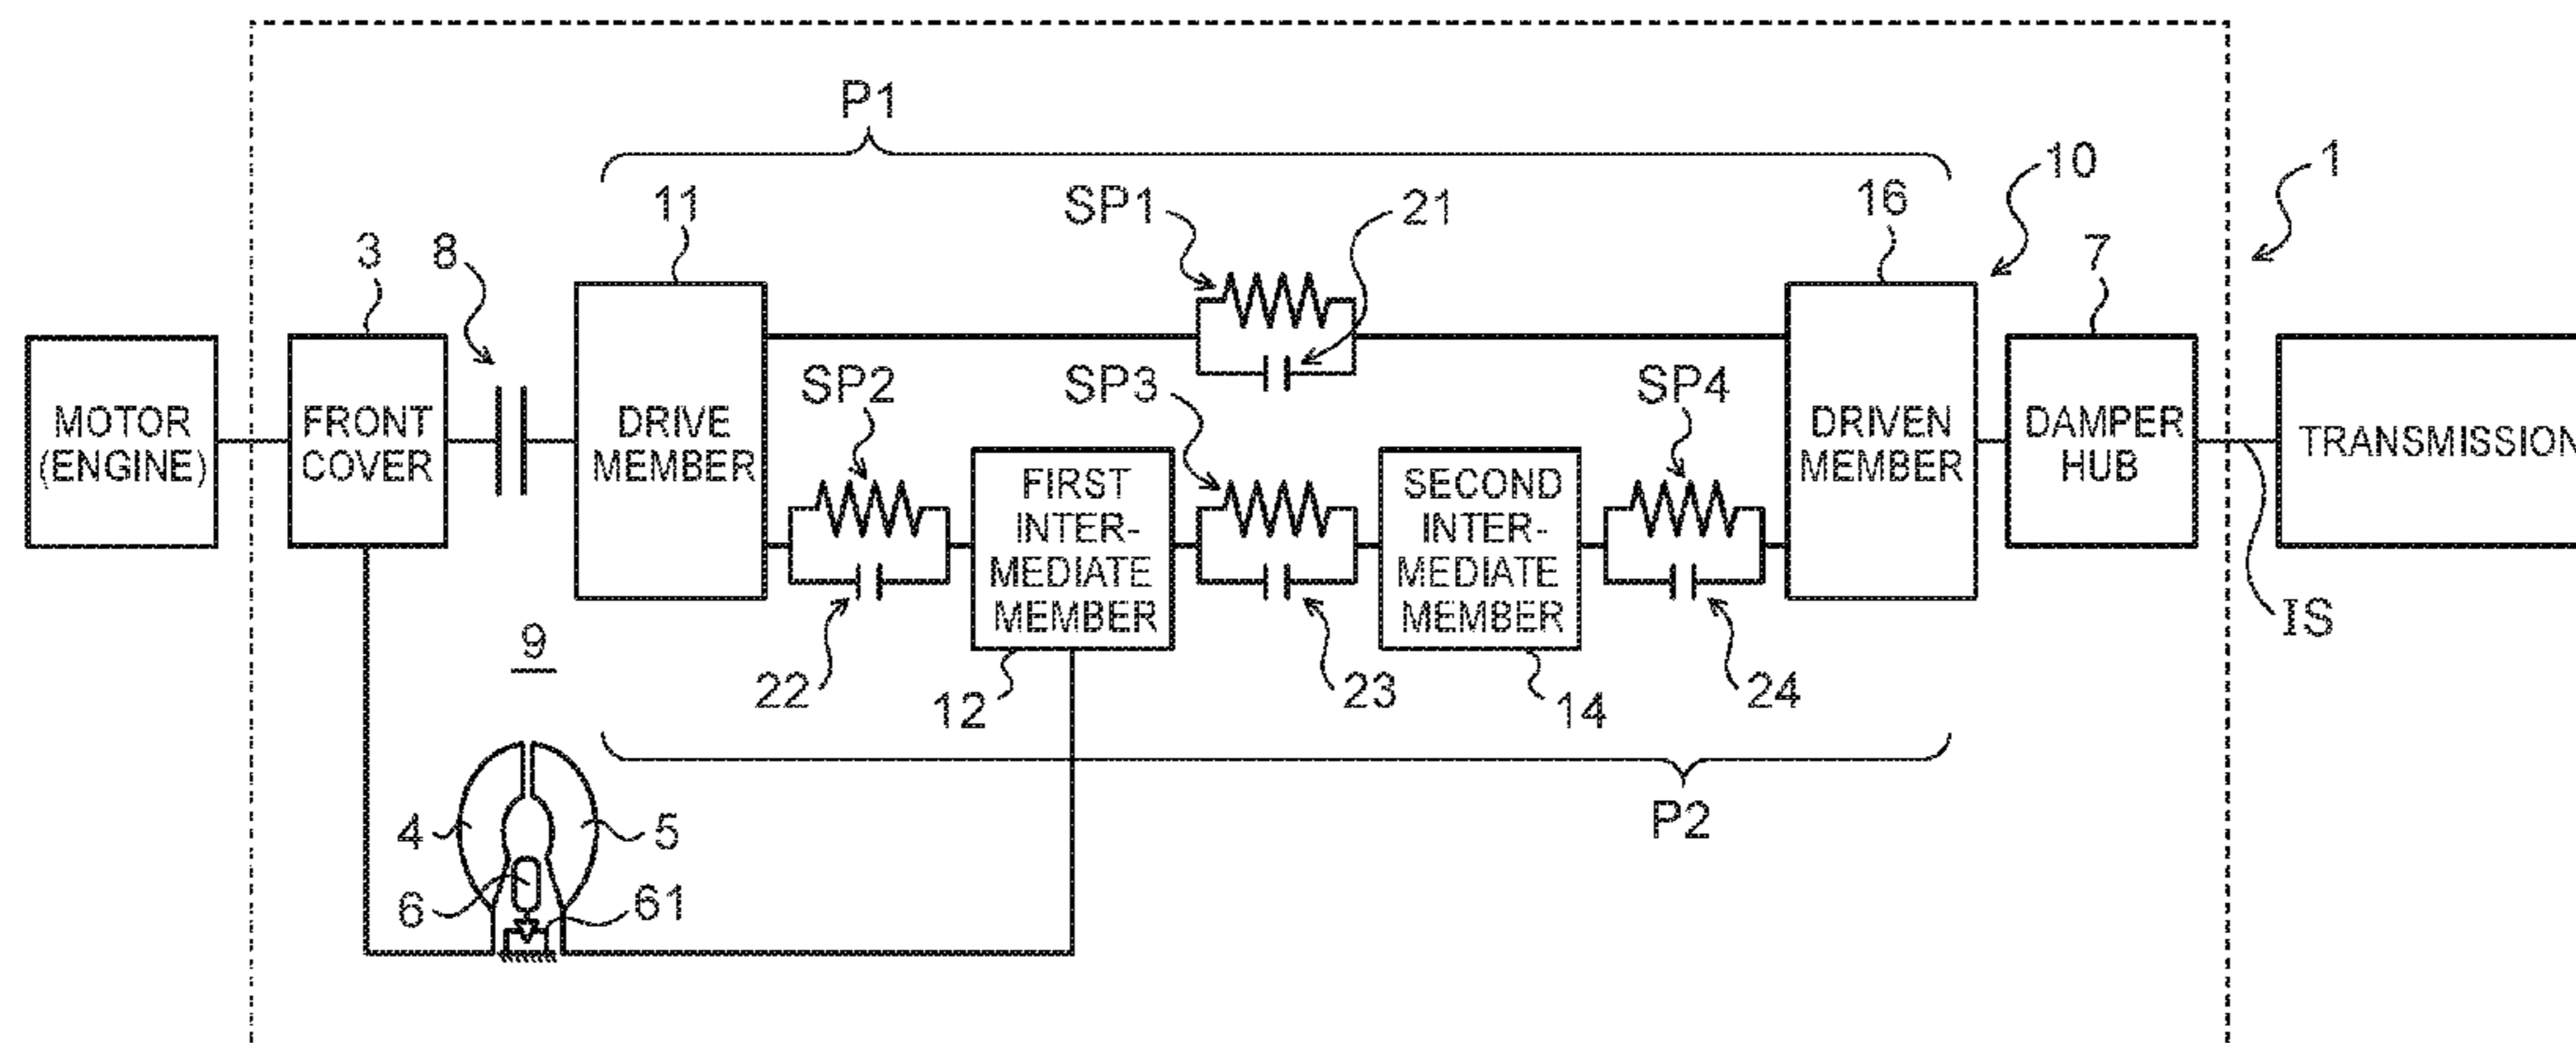 P1
10
1
11
SP1
21
16
3
8
7
SP2
SP3
SP4
MOTOR
(ENGINE)
FRONT
COVER
DRIVE
MEMBER
FIRST
INTER-
MEDIATE
MEMBER
SECOND
INTER-
MEDIATE
MEMBER
DRIVEN
MEMBER
DAMPER
HUB
TRANSMISSION
IS
9
22
12
23
14
24
4
5
P2
6
61